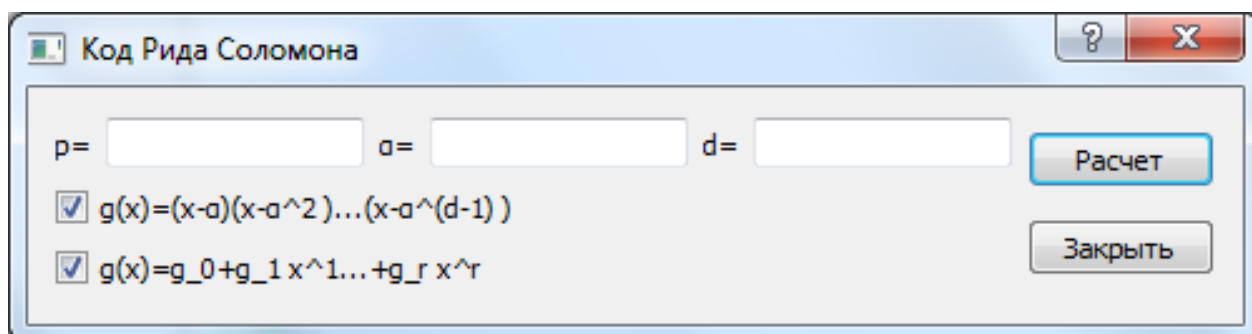 Код Рида Соломона
p= a= d=
Расчет
g(x)=(x-a)(x-a^2 )...(x-a^(d-1) )
g(x)=g_0+g_1 x^1...+g_r x^r
Закрыть